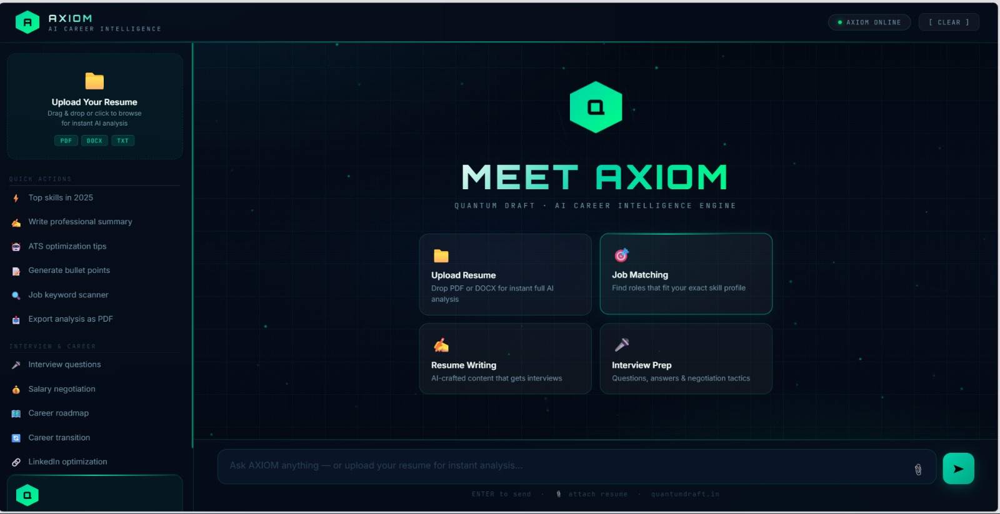 A
AXIOM
AI CAREER INTELLIGENCE
AXIOM ONLINE
[ CLEAR ]
Upload Your Resume
Drag & drop or click to browse
for instant AI analysis
PDF DOCX TXT
QUICK ACTIONS
Top skills in 2025
Write professional summary
ATS optimization tips
Generate bullet points
Job keyword scanner
Export analysis as PDF
INTERVIEW & CAREER
Interview questions
Salary negotiation
Career roadmap
Career transition
LinkedIn optimization
Q
Q
MEET AXIOM
QUANTUM DRAFT · AI CAREER INTELLIGENCE ENGINE
Upload Resume
Drop PDF or DOCX for instant full AI
analysis
Job Matching
Find roles that fit your exact skill profile
Resume Writing
AI-crafted content that gets interviews
Interview Prep
Questions, answers & negotiation tactics
Ask AXIOM anything — or upload your resume for instant analysis...
ENTER to send · attach resume · quantumdraft.in